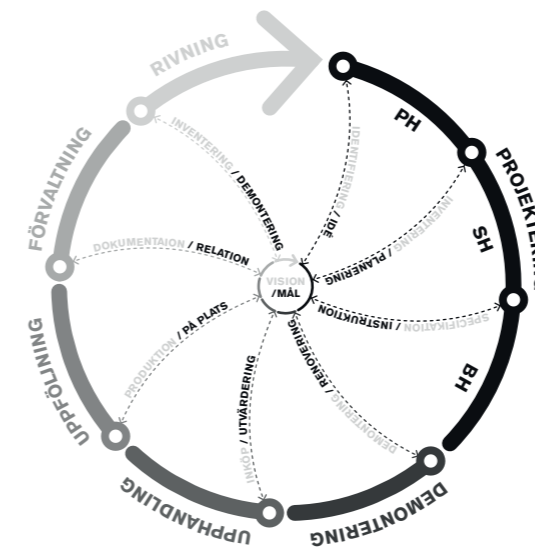 RIVNING
PH
PROJEKTERING
SH
BH
DEMONTERING
UPPHANDLING
UPPFÖLJNING
FÖRVALTNING
IDENTIFIERING / IDÉ
INVENTERING / PLANERING
SPECIFIKATION / INSTRUKTION
DEMONTERING / RENOVERING
INKÖP / UTVÄRDERING
PRODUKTION / PÅ PLATS
DOKUMENTAION / RELATION
INVENTERING / DEMONTERING
VISION
/MÅL